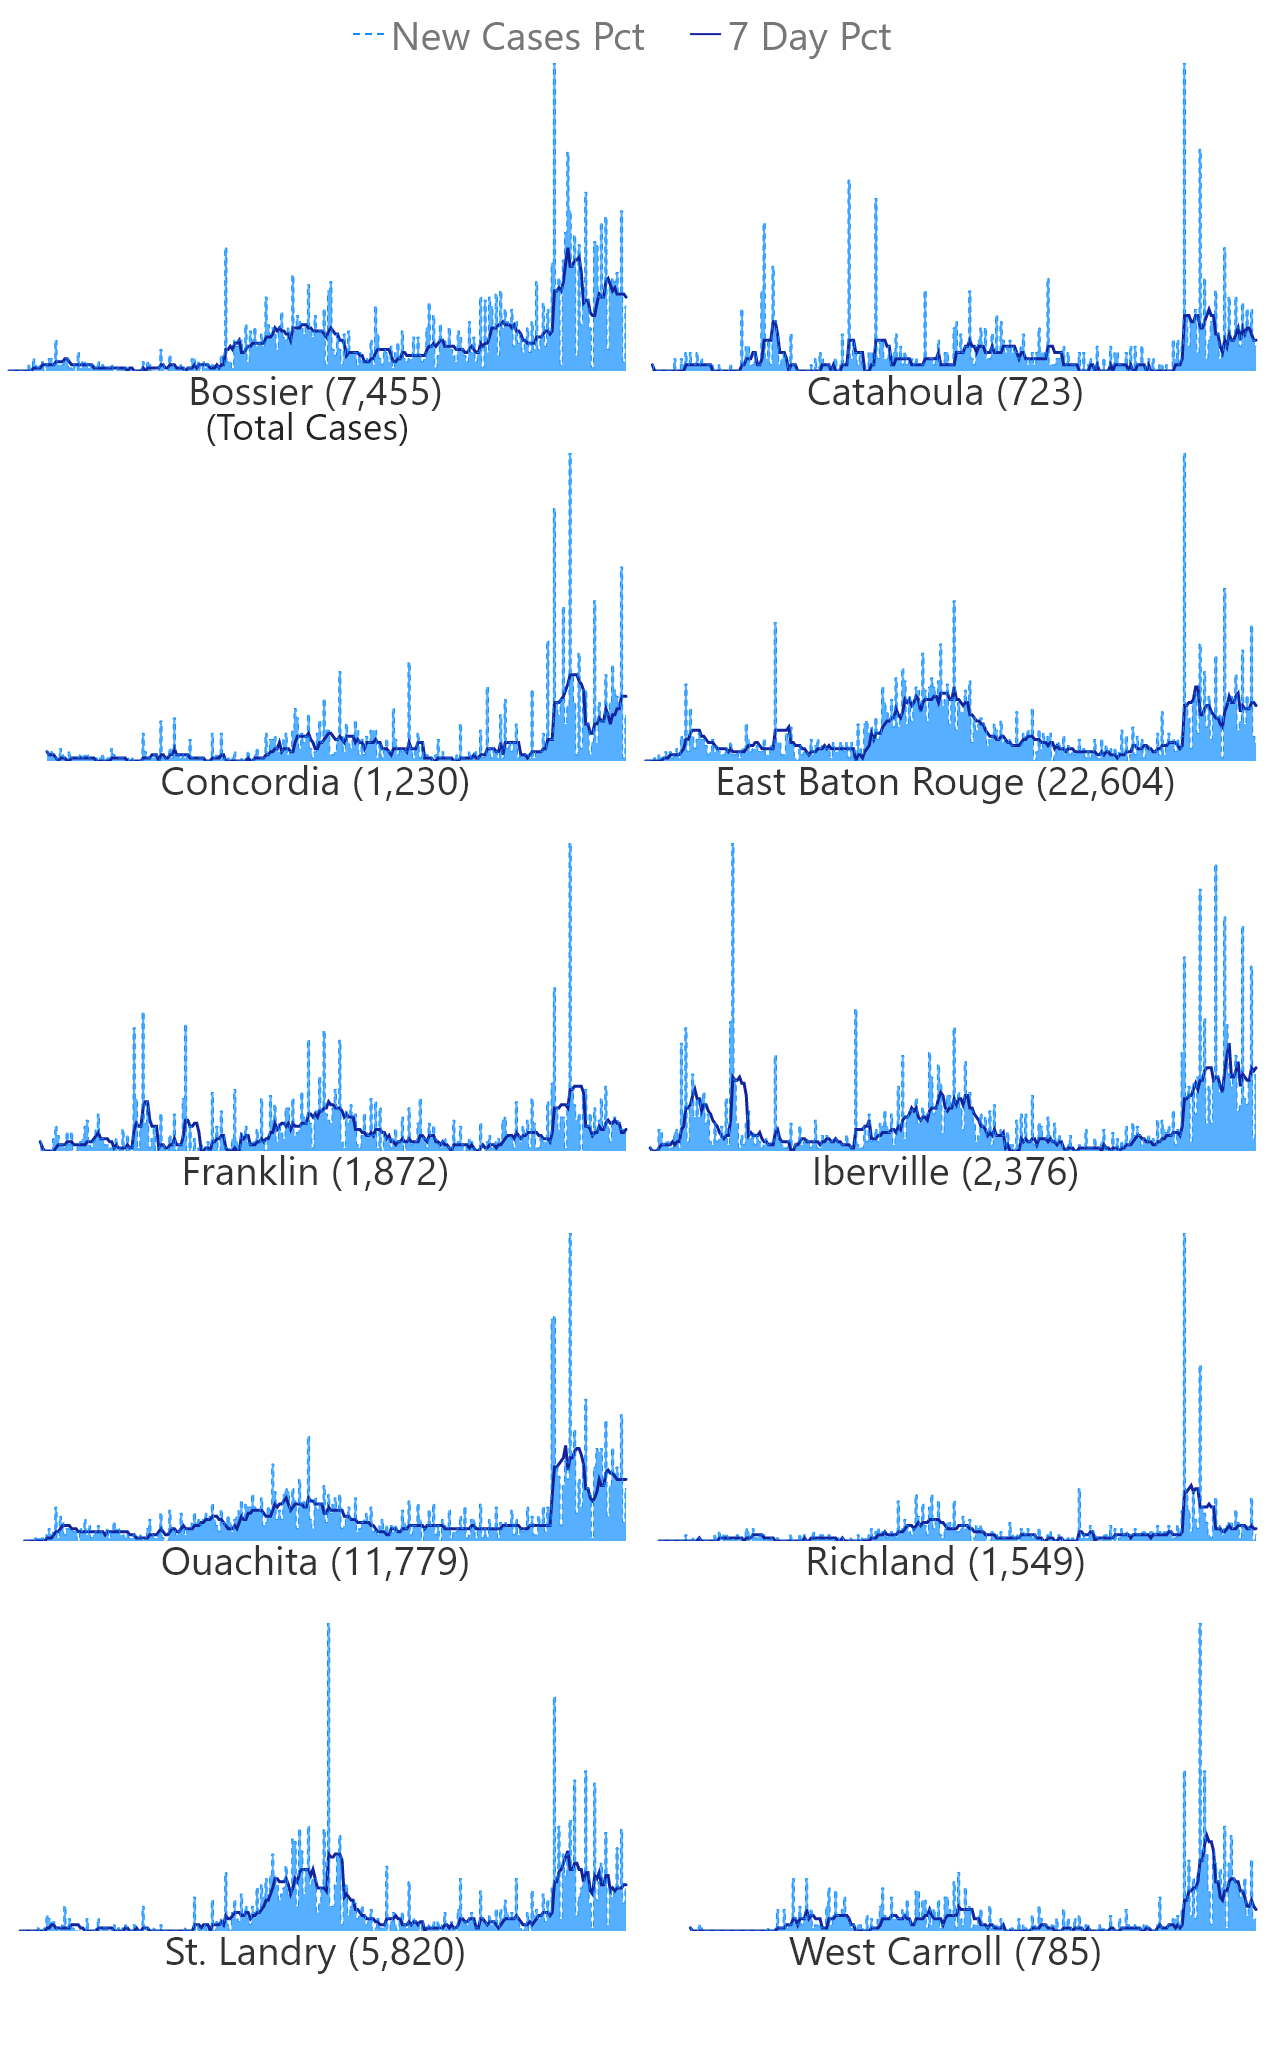 New Cases Pct 7 Day Pct
Bossier (7,455) Catahoula (723)
(Total Cases)
Concordia (1,230) East Baton Rouge (22,604)
Franklin (1,872) Iberville (2,376)
Ouachita (11,779) Richland (1,549)
St. Landry (5,820) West Carroll (785)